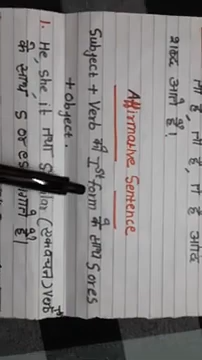 ता है, ती है, ते हैं आदि
शब्द आते हैं।
Affirmative Sentence
Subject + Verb की Ist form के साथ S or es
+ object.
1. He, She, it तथा (एकवचन) verb
के साथ S or es लगाते हैं।